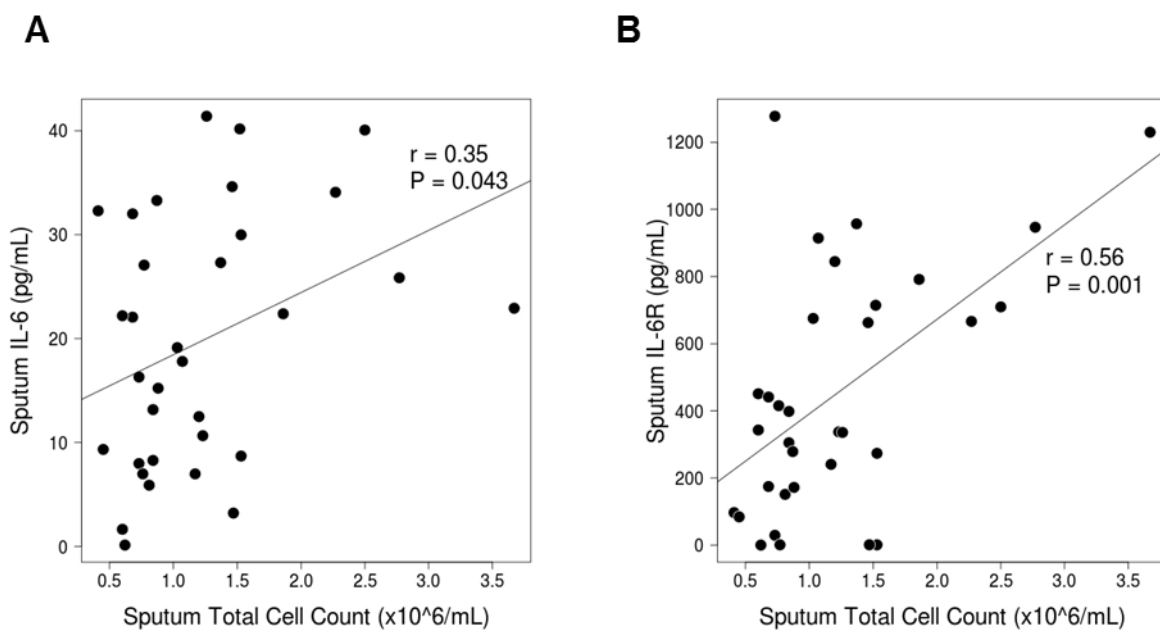 A
r = 0.35
P = 0.043
40
30
20
10
0
Sputum IL-6 (pg/mL)
0.5 1.0 1.5 2.0 2.5 3.0 3.5
Sputum Total Cell Count (x10^6/mL)
B
r = 0.56
P = 0.001
1200
1000
800
600
400
200
0
Sputum IL-6R (pg/mL)
0.5 1.0 1.5 2.0 2.5 3.0 3.5
Sputum Total Cell Count (x10^6/mL)